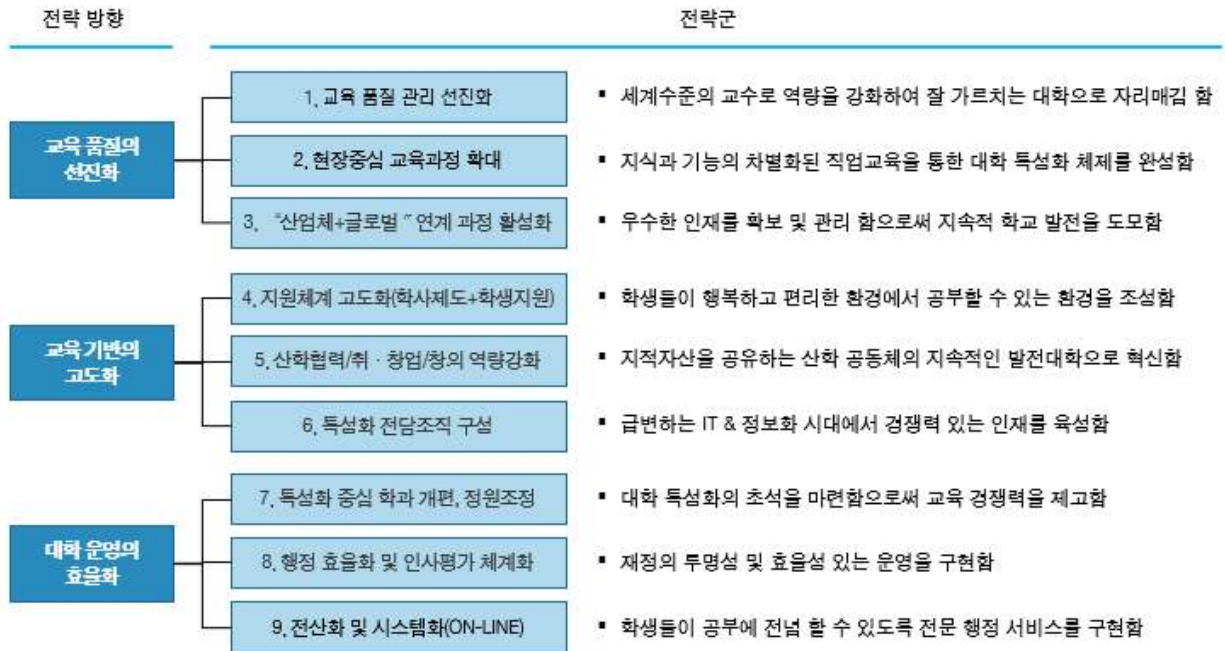 전략 방향
전략군
교육 품질의
선진화
1. 교육 품질 관리 선진화
▪ 세계수준의 교수로 역량을 강화하여 잘 가르치는 대학으로 자리매김 함
2. 현장중심 교육과정 확대
▪ 지식과 기능의 차별화된 직업교육을 통한 대학 특성화 체제를 완성함
3. “산업체+글로벌 ” 연계 과정 활성화
▪ 우수한 인재를 확보 및 관리 함으로써 지속적 학교 발전을 도모함
교육 기반의
고도화
4. 지원체계 고도화(학사제도+학생지원)
▪ 학생들이 행복하고 편리한 환경에서 공부할 수 있는 환경을 조성함
5. 산학협력/취 · 창업/창의 역량강화
▪ 지적자산을 공유하는 산학 공동체의 지속적인 발전대학으로 혁신함
6. 특성화 전담조직 구성
▪ 급변하는 IT & 정보화 시대에서 경쟁력 있는 인재를 육성함
대학 운영의
효율화
7. 특성화 중심 학과 개편, 정원조정
▪ 대학 특성화의 초석을 마련함으로써 교육 경쟁력을 제고함
8. 행정 효율화 및 인사평가 체계화
▪ 재정의 투명성 및 효율성 있는 운영을 구현함
9. 전산화 및 시스템화(ON-LINE)
▪ 학생들이 공부에 전념 할 수 있도록 전문 행정 서비스를 구현함